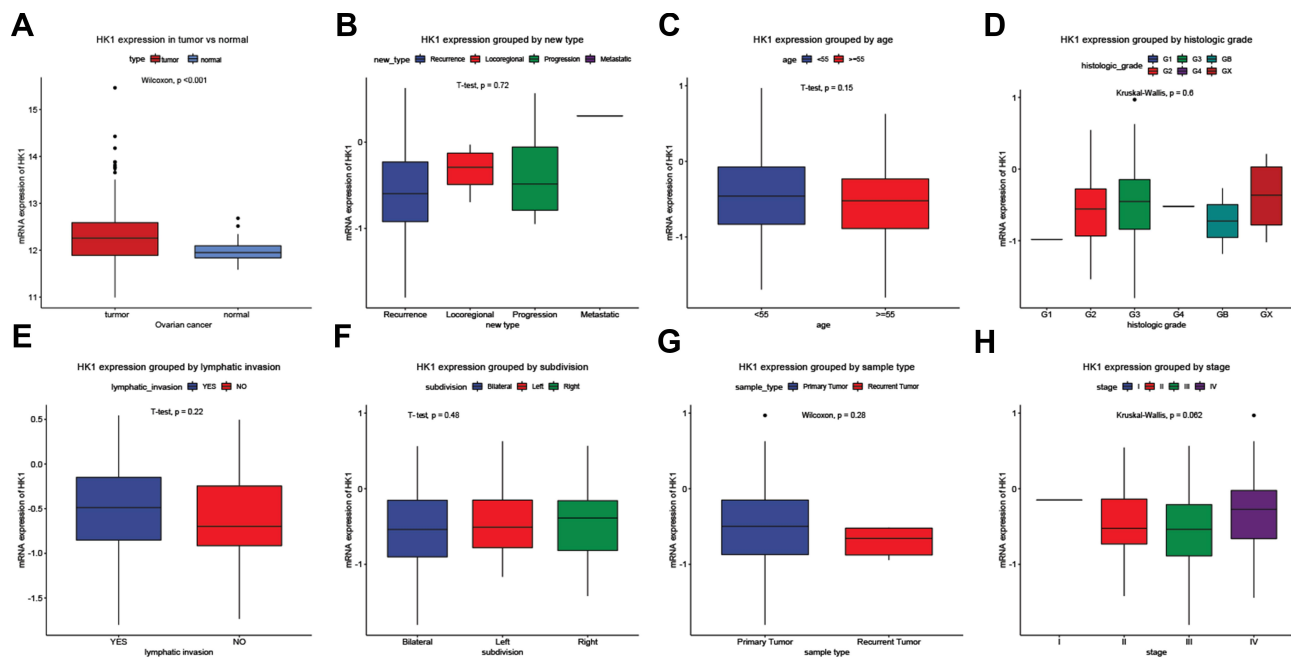 A
HK1 expression in tumor vs normal
type turmor normal
Wilcoxon, p <0.001
mRNA expression of HK1
15
14
13
12
11
turmor normal
Ovarian cancer
B
HK1 expression grouped by new type
new_type Recurrence Locoregional Progression Metastatic
T-test, p = 0.72
mRNA expression of HK1
0
-1
Recurrence Locoregional Progression Metastatic
new type
C
HK1 expression grouped by age
age <55 >=55
T-test, p = 0.15
mRNA expression of HK1
1
0
-1
<55 >=55
age
D
HK1 expression grouped by histologic grade
histologic_grade G1 G3 GB
G2 G4 GX
Kruskal-Wallis, p = 0.6
mRNA expression of HK1
1
0
-1
G1 G2 G3 G4 GB GX
histologic grade
E
HK1 expression grouped by lymphatic invasion
lymphatic_invasion YES NO
T-test, p = 0.22
mRNA expression of HK1
0.5
0.0
-0.5
-1.0
-1.5
YES NO
lymphatic invasion
F
HK1 expression grouped by subdivision
subdivision Bilateral Left Right
T-test, p = 0.48
mRNA expression of HK1
1
0
-1
Bilateral Left Right
subdivision
G
HK1 expression grouped by sample type
sample_type Primary Tumor Recurrent Tumor
Wilcoxon, p = 0.28
mRNA expression of HK1
1
0
-1
Primary Tumor Recurrent Tumor
sample type
H
HK1 expression grouped by stage
stage I II III IV
Kruskal-Wallis, p = 0.062
mRNA expression of HK1
1
0
-1
I II III IV
stage